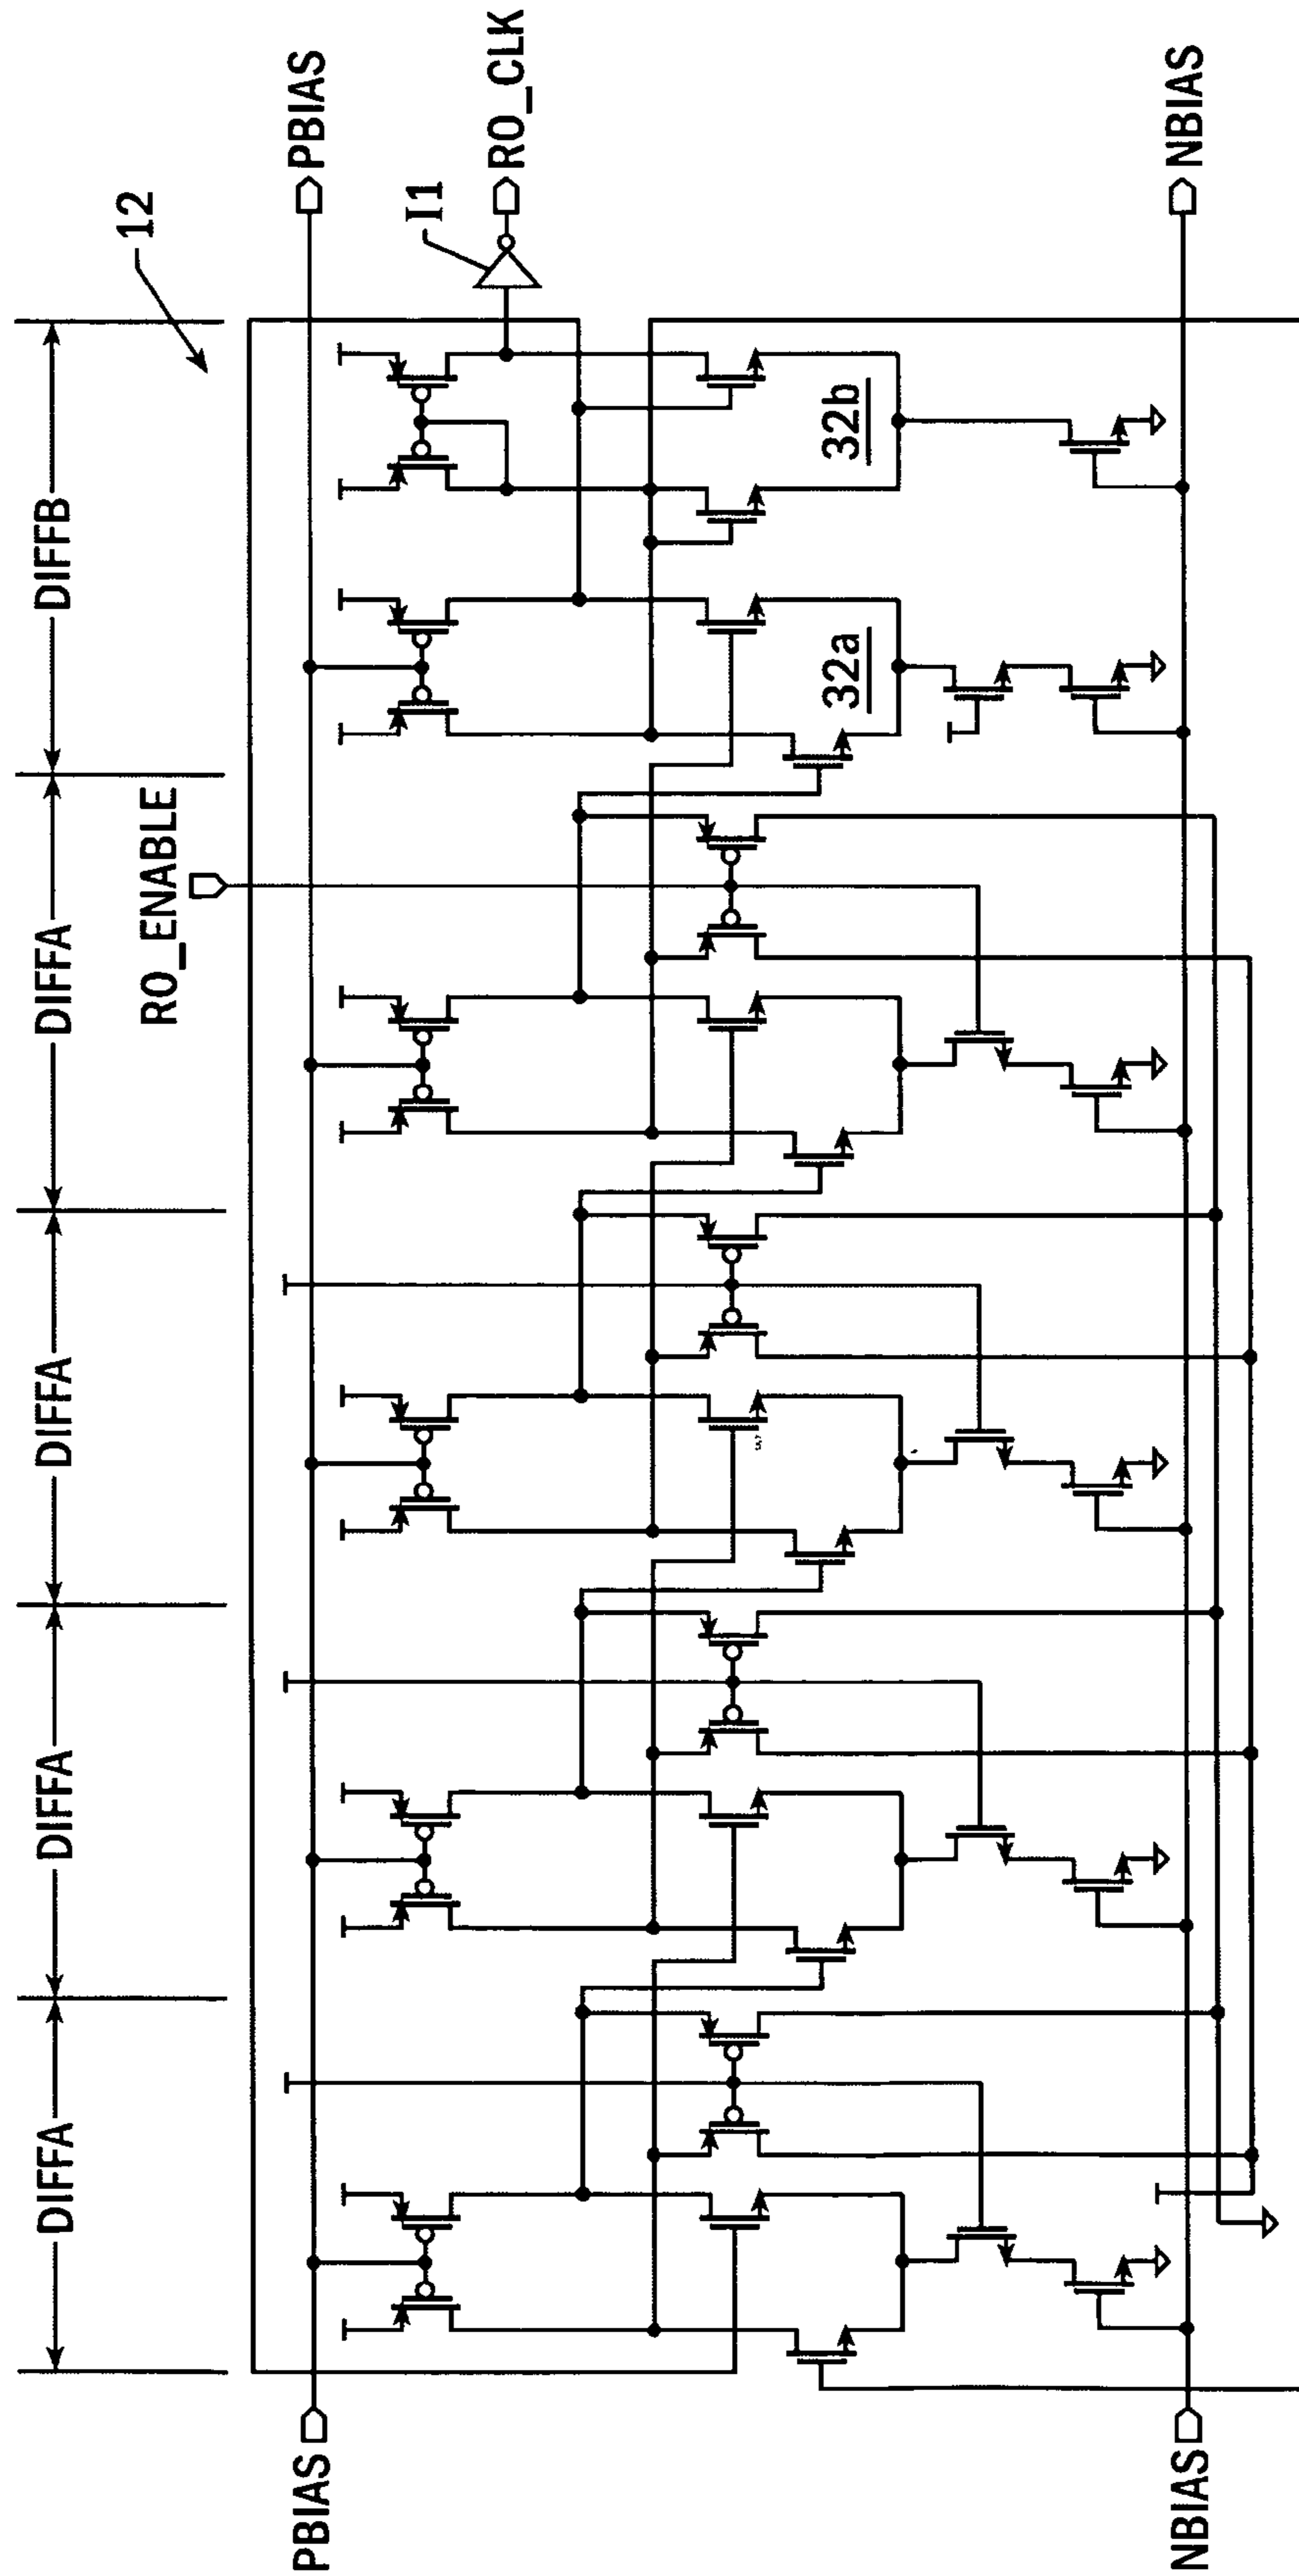 DIFFA
DIFFA
DIFFA
DIFFA
DIFFB
12
RO_ENABLE
PBIAS
PBIAS
I1
RO_CLK
32a
32b
NBIAS
NBIAS